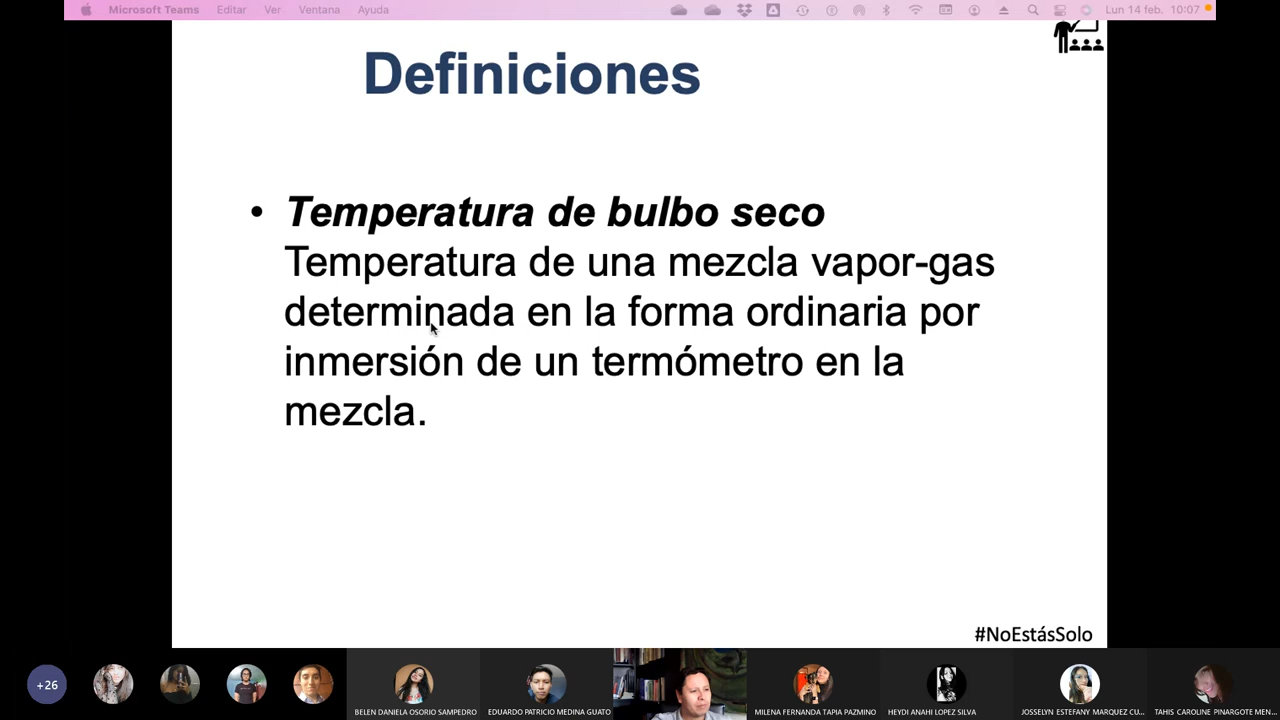 Microsoft Teams Editar Ver Ventana Ayuda Lun 14 feb. 10:07
Definiciones
• Temperatura de bulbo seco
Temperatura de una mezcla vapor-gas
determinada en la forma ordinaria por
inmersión de un termómetro en la
mezcla.
#NoEstásSolo
+26
BELEN DANIELA OSORIO SAMPEDRO EDUARDO PATRICIO MEDINA GUATO MILENA FERNANDA TAPIA PAZMINO HEYDI ANAHI LOPEZ SILVA JOSSELYN ESTEFANY MARQUEZ CU... TAHIS CAROLINE PINARGOTE MEN...